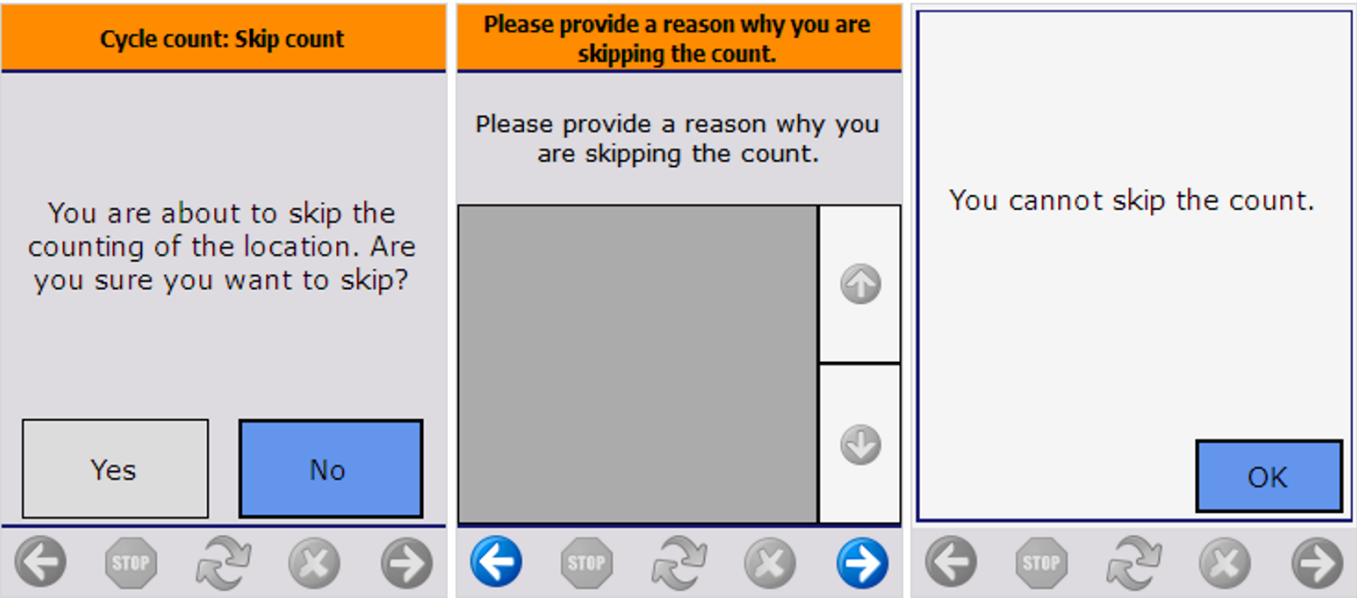 Cycle count: Skip count
You are about to skip the
counting of the location. Are
you sure you want to skip?
Yes
No
STOP
Please provide a reason why you are
skipping the count.
Please provide a reason why you
are skipping the count.
STOP
You cannot skip the count.
OK
STOP